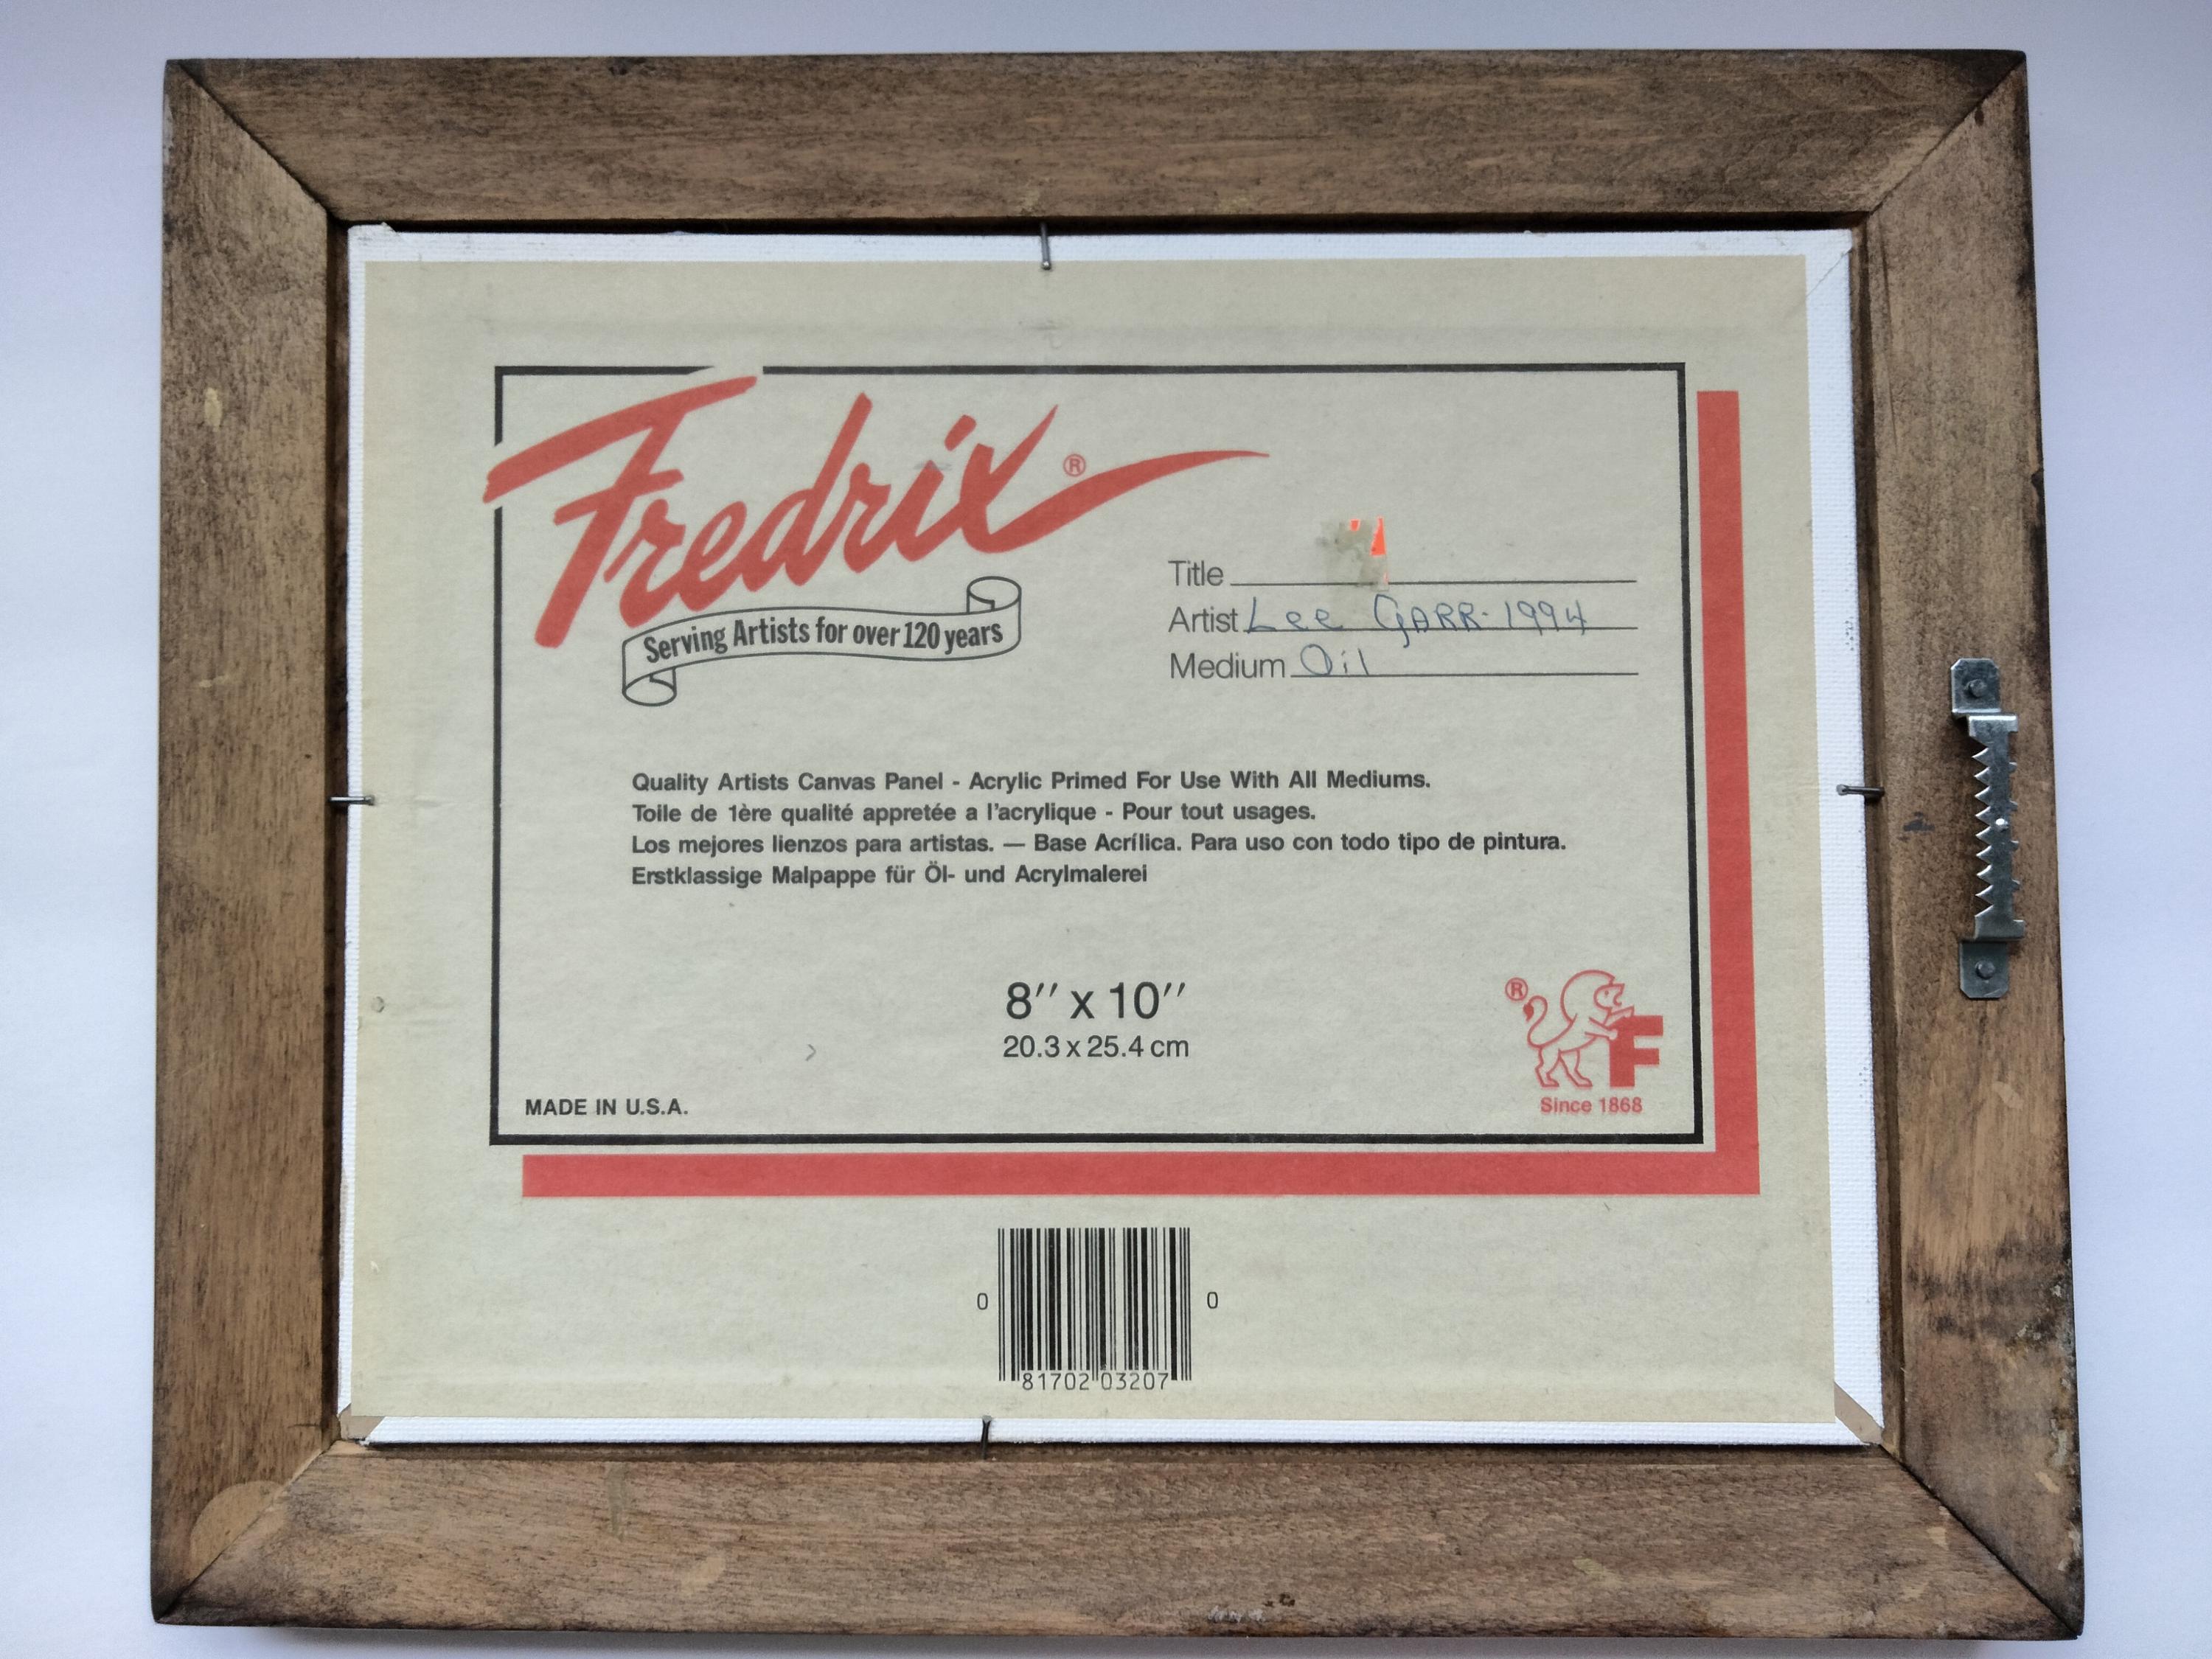 Fredrix ®
Serving Artists for over 120 years
Title
Artist Lee GARR-1994
Medium Oil
Quality Artists Canvas Panel - Acrylic Primed For Use With All Mediums.
Toile de 1ère qualité appretée a l'acrylique - Pour tout usages.
Los mejores lienzos para artistas. — Base Acrílica. Para uso con todo tipo de pintura.
Erstklassige Malpappe für Öl- und Acrylmalerei
8" x 10"
20.3 x 25.4 cm
® F
Since 1868
MADE IN U.S.A.
0 81702 03207 0